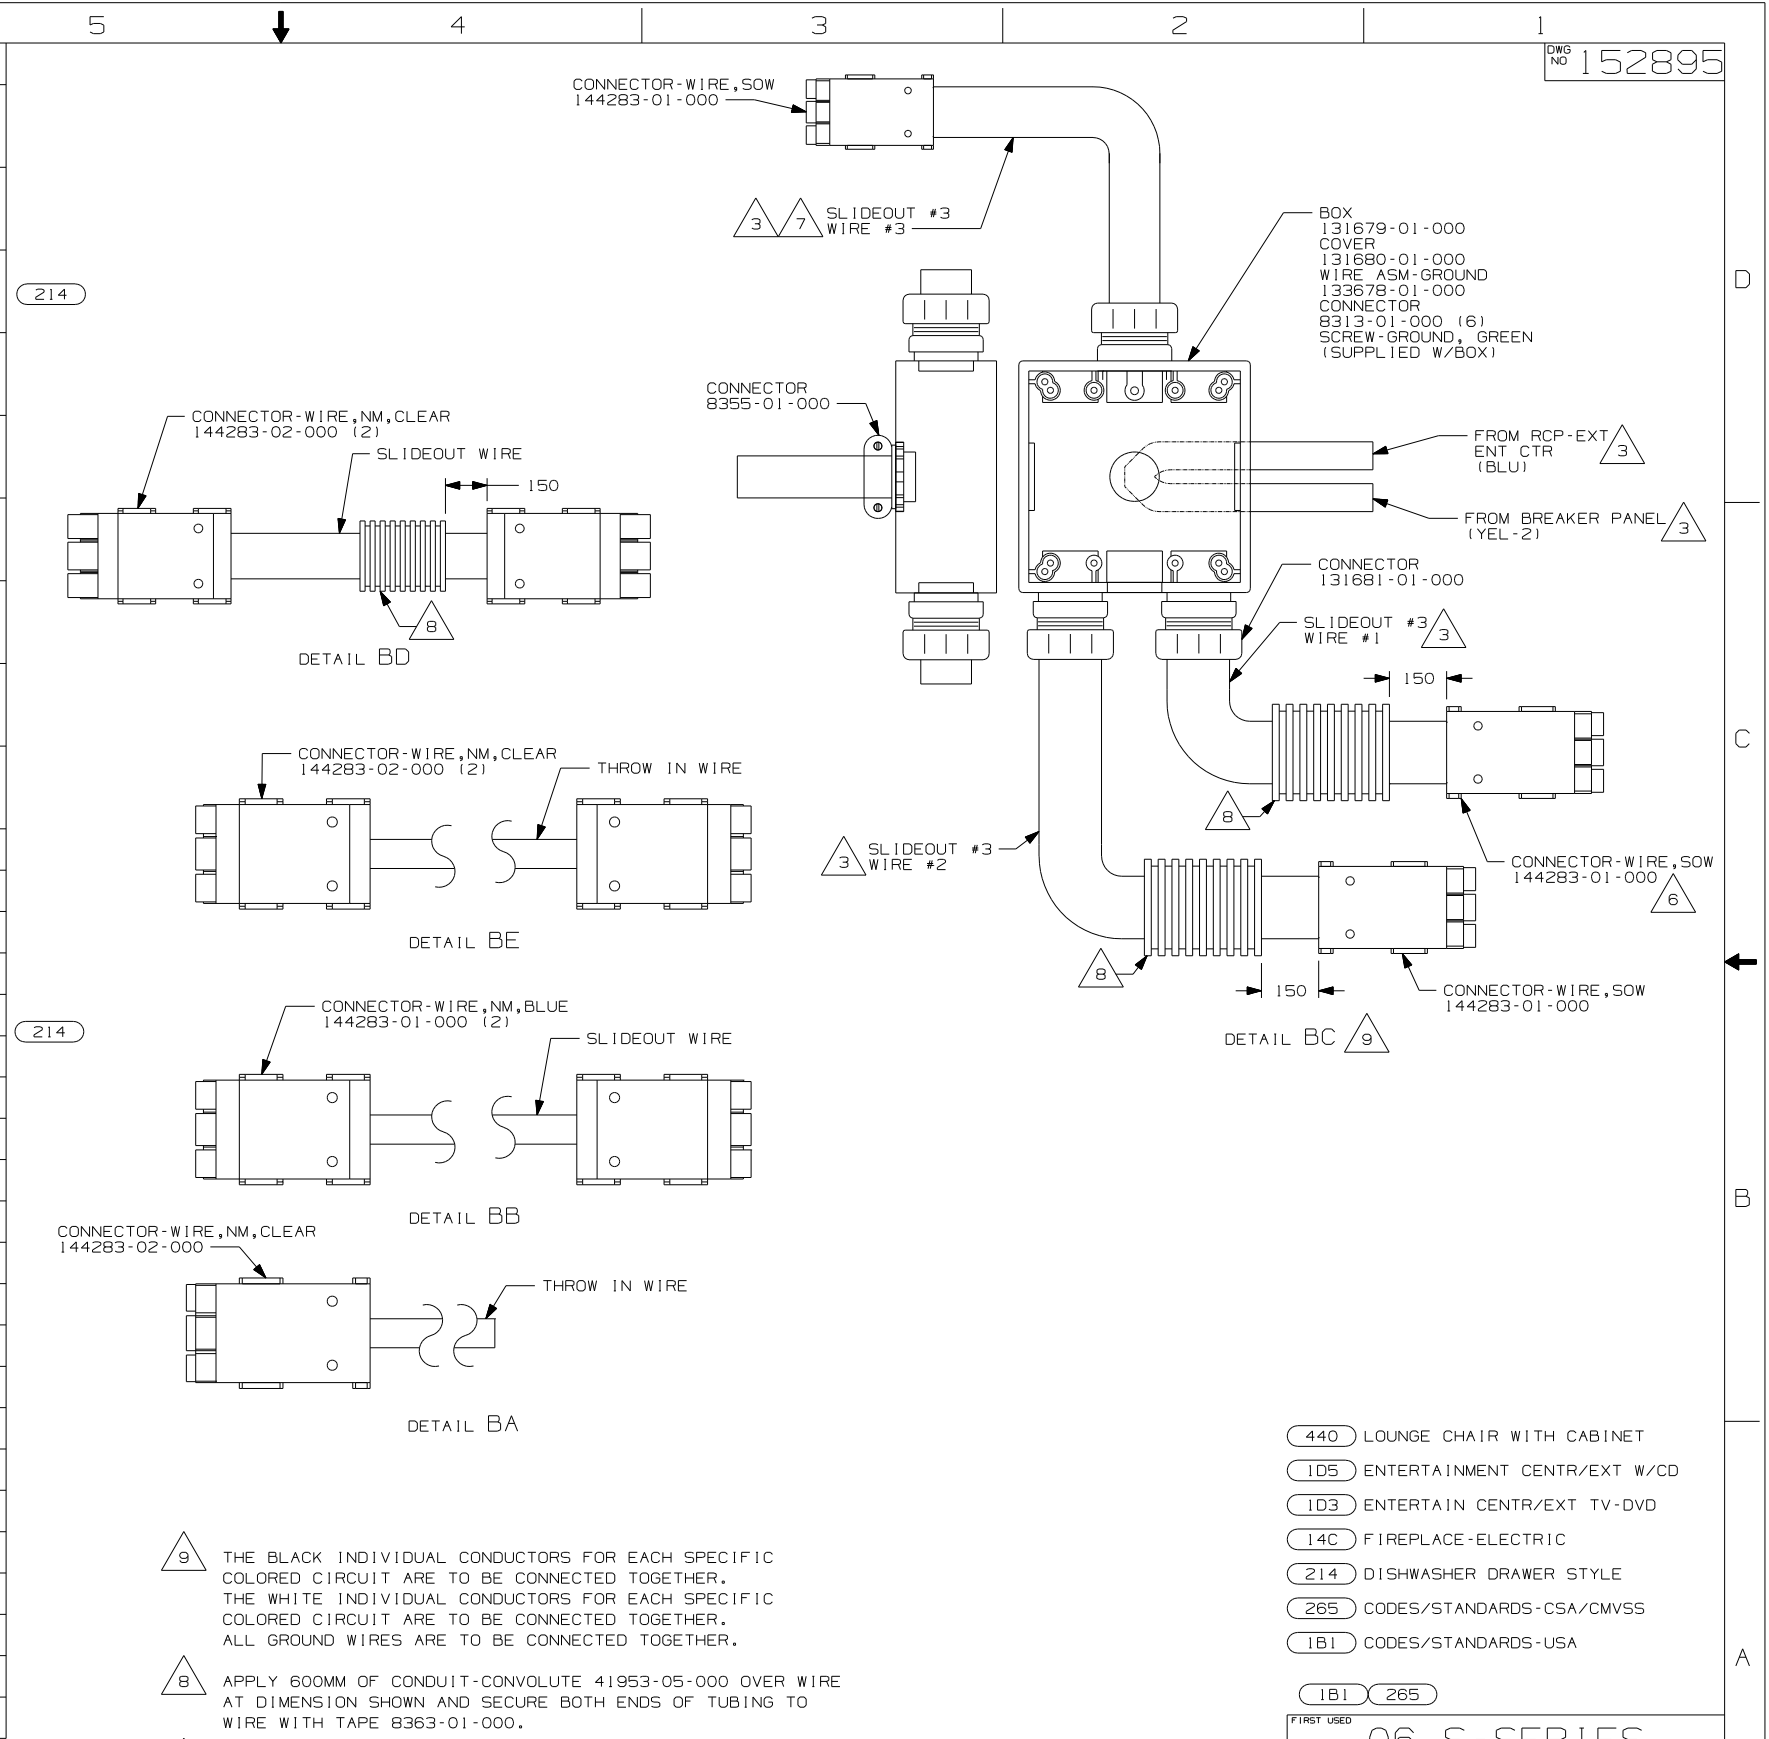 5 4 3 2 1
DWG NO 152895
CONNECTOR-WIRE,SOW
144283-01-000
3 7 SLIDEOUT #3
WIRE #3
BOX
131679-01-000
COVER
131680-01-000
WIRE ASM-GROUND
133678-01-000
CONNECTOR
8313-01-000 (6)
SCREW-GROUND, GREEN
(SUPPLIED W/BOX)
D
214
CONNECTOR
8355-01-000
CONNECTOR-WIRE,NM,CLEAR
144283-02-000 (2)
SLIDEOUT WIRE
150
8
DETAIL BD
FROM RCP-EXT
ENT CTR
(BLU)
3
FROM BREAKER PANEL
(YEL-2)
3
CONNECTOR
131681-01-000
SLIDEOUT #3
WIRE #1
3
150
C
8
CONNECTOR-WIRE,NM,CLEAR
144283-02-000 (2)
THROW IN WIRE
DETAIL BE
3 SLIDEOUT #3
WIRE #2
CONNECTOR-WIRE,SOW
144283-01-000
6
8
150
CONNECTOR-WIRE,SOW
144283-01-000
DETAIL BC 9
214
CONNECTOR-WIRE,NM,BLUE
144283-01-000 (2)
SLIDEOUT WIRE
DETAIL BB
B
CONNECTOR-WIRE,NM,CLEAR
144283-02-000
THROW IN WIRE
DETAIL BA
440 LOUNGE CHAIR WITH CABINET
1D5 ENTERTAINMENT CENTR/EXT W/CD
1D3 ENTERTAIN CENTR/EXT TV-DVD
14C FIREPLACE-ELECTRIC
214 DISHWASHER DRAWER STYLE
265 CODES/STANDARDS-CSA/CMVSS
1B1 CODES/STANDARDS-USA
A
9 THE BLACK INDIVIDUAL CONDUCTORS FOR EACH SPECIFIC
COLORED CIRCUIT ARE TO BE CONNECTED TOGETHER.
THE WHITE INDIVIDUAL CONDUCTORS FOR EACH SPECIFIC
COLORED CIRCUIT ARE TO BE CONNECTED TOGETHER.
ALL GROUND WIRES ARE TO BE CONNECTED TOGETHER.
8 APPLY 600MM OF CONDUIT-CONVOLUTE 41953-05-000 OVER WIRE
AT DIMENSION SHOWN AND SECURE BOTH ENDS OF TUBING TO
WIRE WITH TAPE 8363-01-000.
1B1 265
FIRST USED
06 S SERIES